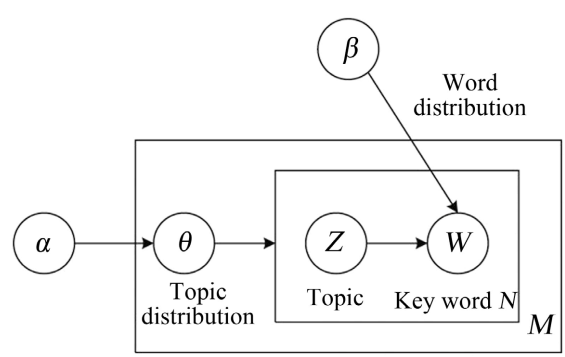 β
Word
distribution
α
θ
Z
W
Topic
distribution
Topic
Key word N
M